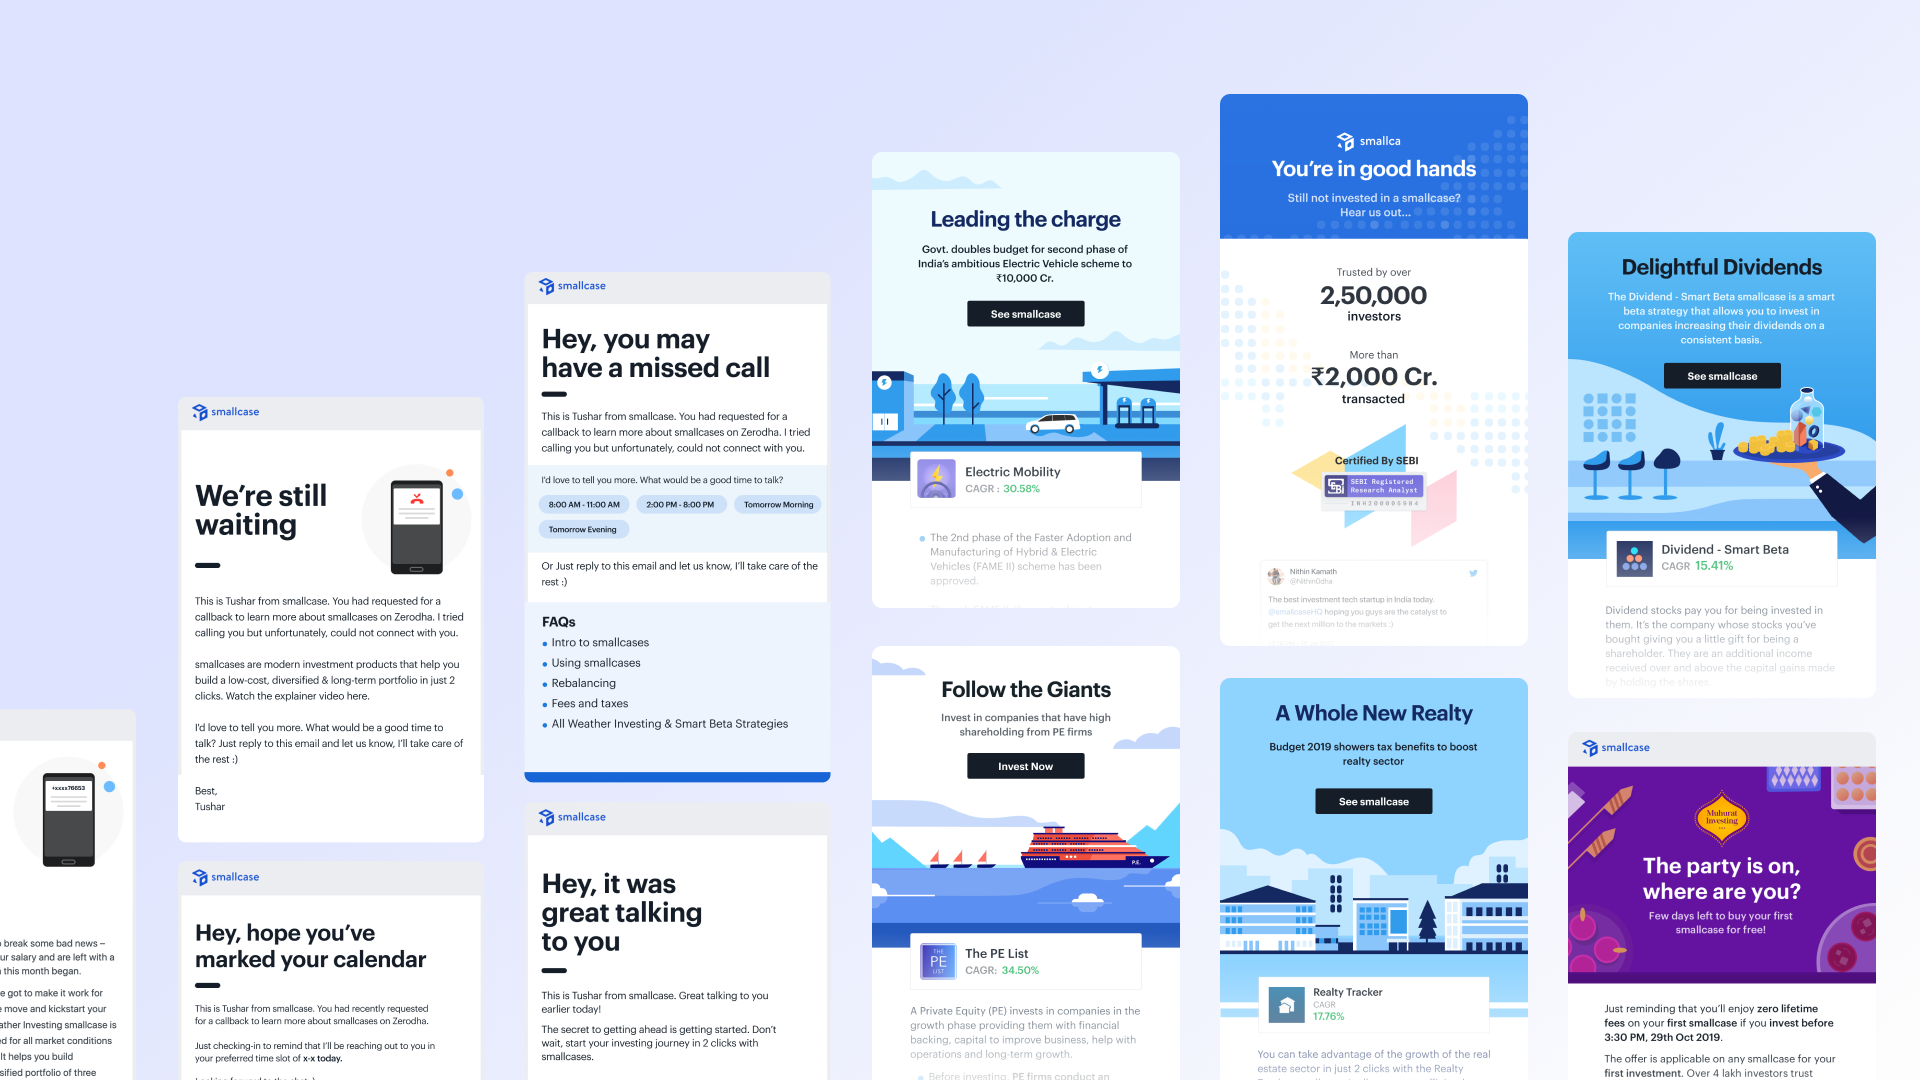 +xxxx76653
o break some bad news –
ur salary and are left with a
n this month began.
e got to make it work for
e move and kickstart your
ather Investing smallcase is
ed for all market conditions
It helps you build
sified portfolio of three
smallcase
We're still
waiting
This is Tushar from smallcase. You had requested for a
callback to learn more about smallcases on Zerodha. I tried
calling you but unfortunately, could not connect with you.
smallcases are modern investment products that help you
build a low-cost, diversified & long-term portfolio in just 2
clicks. Watch the explainer video here.
I'd love to tell you more. What would be a good time to
talk? Just reply to this email and let us know, I'll take care of
the rest :)
Best,
Tushar
smallcase
Hey, hope you've
marked your calendar
This is Tushar from smallcase. You had recently requested
for a callback to learn more about smallcases on Zerodha.
Just checking-in to remind that I'll be reaching out to you in
your preferred time slot of x-x today.
smallcase
Hey, you may
have a missed call
This is Tushar from smallcase. You had requested for a
callback to learn more about smallcases on Zerodha. I tried
calling you but unfortunately, could not connect with you.
I'd love to tell you more. What would be a good time to talk?
8:00 AM - 11:00 AM
2:00 PM - 8:00 PM
Tomorrow Morning
Tomorrow Evening
Or Just reply to this email and let us know, I'll take care of the
rest :)
FAQs
Intro to smallcases
Using smallcases
Rebalancing
Fees and taxes
All Weather Investing & Smart Beta Strategies
smallcase
Hey, it was
great talking
to you
This is Tushar from smallcase. Great talking to you
earlier today!
The secret to getting ahead is getting started. Don't
wait, start your investing journey in 2 clicks with
smallcases.
Leading the charge
Govt. doubles budget for second phase of
India's ambitious Electric Vehicle scheme to
₹10,000 Cr.
See smallcase
Electric Mobility
CAGR : 30.58%
The 2nd phase of the Faster Adoption and
Manufacturing of Hybrid & Electric
Vehicles (FAME II) scheme has been
approved.
Follow the Giants
Invest in companies that have high
shareholding from PE firms
Invest Now
P.E.
THE
PE
LIST
The PE List
CAGR: 34.50%
A Private Equity (PE) invests in companies in the
growth phase providing them with financial
backing, capital to improve business, help with
operations and long-term growth.
Before investing, PE firms conduct an
smallca
You're in good hands
Still not invested in a smallcase?
Hear us out...
Trusted by over
2,50,000
investors
More than
₹2,000 Cr.
transacted
Certified By SEBI
SEBI Registered
Research Analyst
Nithin Kamath
@Nithin0dha
The best investment tech startup in India today.
@smallcaseHQ hoping you guys are the catalyst to
get the next million to the markets :)
A Whole New Realty
Budget 2019 showers tax benefits to boost
realty sector
See smallcase
Realty Tracker
CAGR
17.76%
You can take advantage of the growth of the real
estate sector in just 2 clicks with the Realty
Delightful Dividends
The Dividend - Smart Beta smallcase is a smart
beta strategy that allows you to invest in
companies increasing their dividends on a
consistent basis.
See smallcase
Dividend - Smart Beta
CAGR 15.41%
Dividend stocks pay you for being invested in
them. It's the company whose stocks you've
bought giving you a little gift for being a
shareholder. They are an additional income
received over and above the capital gains made
by holding the shares.
smallcase
Muhurat
Investing
The party is on,
where are you?
Few days left to buy your first
smallcase for free!
Just reminding that you'll enjoy zero lifetime
fees on your first smallcase if you invest before
3:30 PM, 29th Oct 2019.
The offer is applicable on any smallcase for your
first investment. Over 4 lakh investors trust